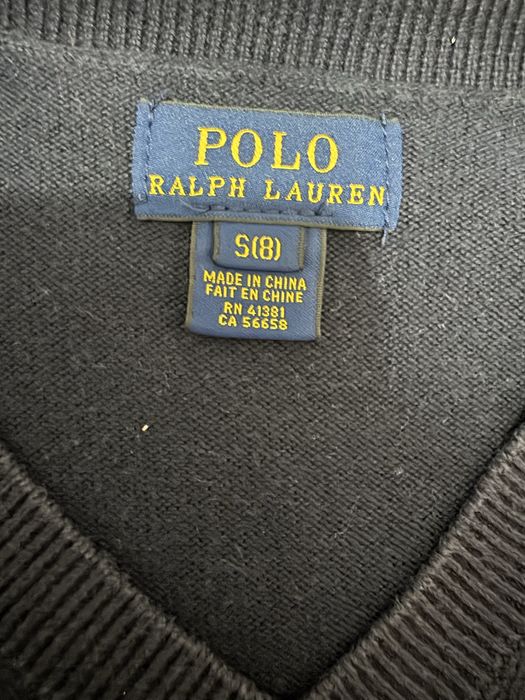 POLO
RALPH LAUREN
S(8)
MADE IN CHINA
FAIT EN CHINE
RN 41381
CA 56658